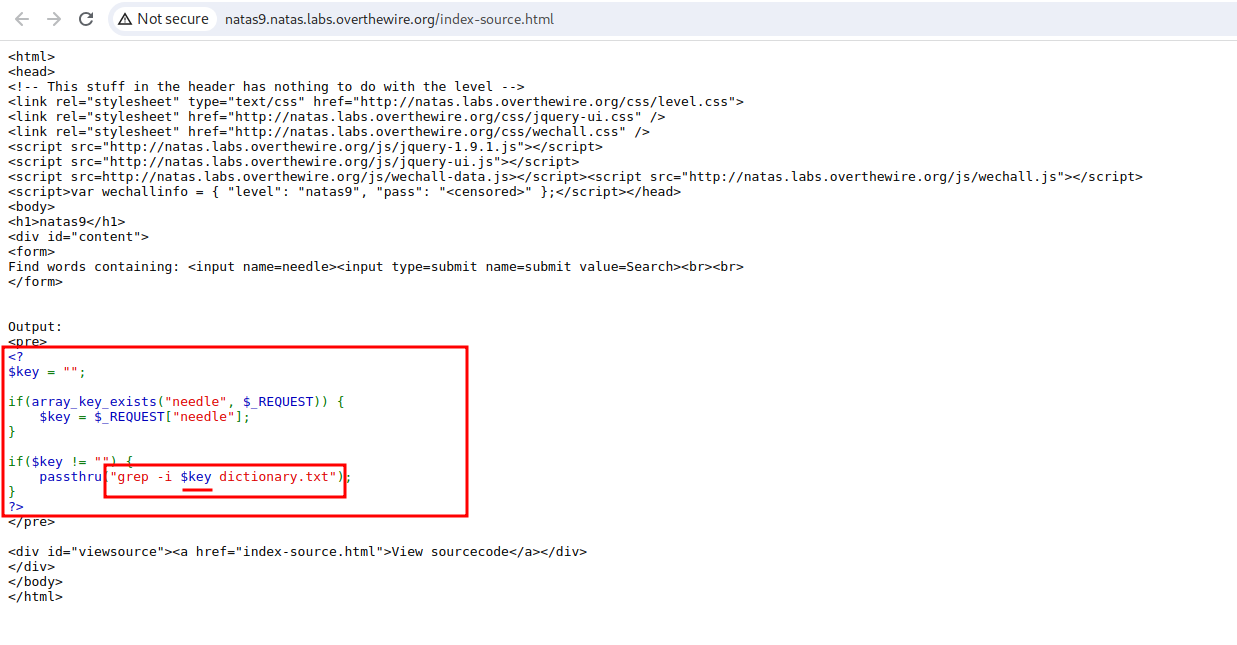 Not secure natas9.natas.labs.overthewire.org/index-source.html
<html>
<head>
<!-- This stuff in the header has nothing to do with the level -->
<link rel="stylesheet" type="text/css" href="http://natas.labs.overthewire.org/css/level.css">
<link rel="stylesheet" href="http://natas.labs.overthewire.org/css/jquery-ui.css" />
<link rel="stylesheet" href="http://natas.labs.overthewire.org/css/wechall.css" />
<script src="http://natas.labs.overthewire.org/js/jquery-1.9.1.js"></script>
<script src="http://natas.labs.overthewire.org/js/jquery-ui.js"></script>
<script src=http://natas.labs.overthewire.org/js/wechall-data.js></script><script src="http://natas.labs.overthewire.org/js/wechall.js"></script>
<script>var wechallinfo = { "level": "natas9", "pass": "<censored>" };</script></head>
<body>
<h1>natas9</h1>
<div id="content">
<form>
Find words containing: <input name=needle><input type=submit name=submit value=Search><br><br>
</form>
Output:
<pre>
<?
$key = "";
if(array_key_exists("needle", $_REQUEST)) {
    $key = $_REQUEST["needle"];
}
if($key != "") {
    passthru("grep -i $key dictionary.txt");
}
?>
</pre>
<div id="viewsource"><a href="index-source.html">View sourcecode</a></div>
</div>
</body>
</html>